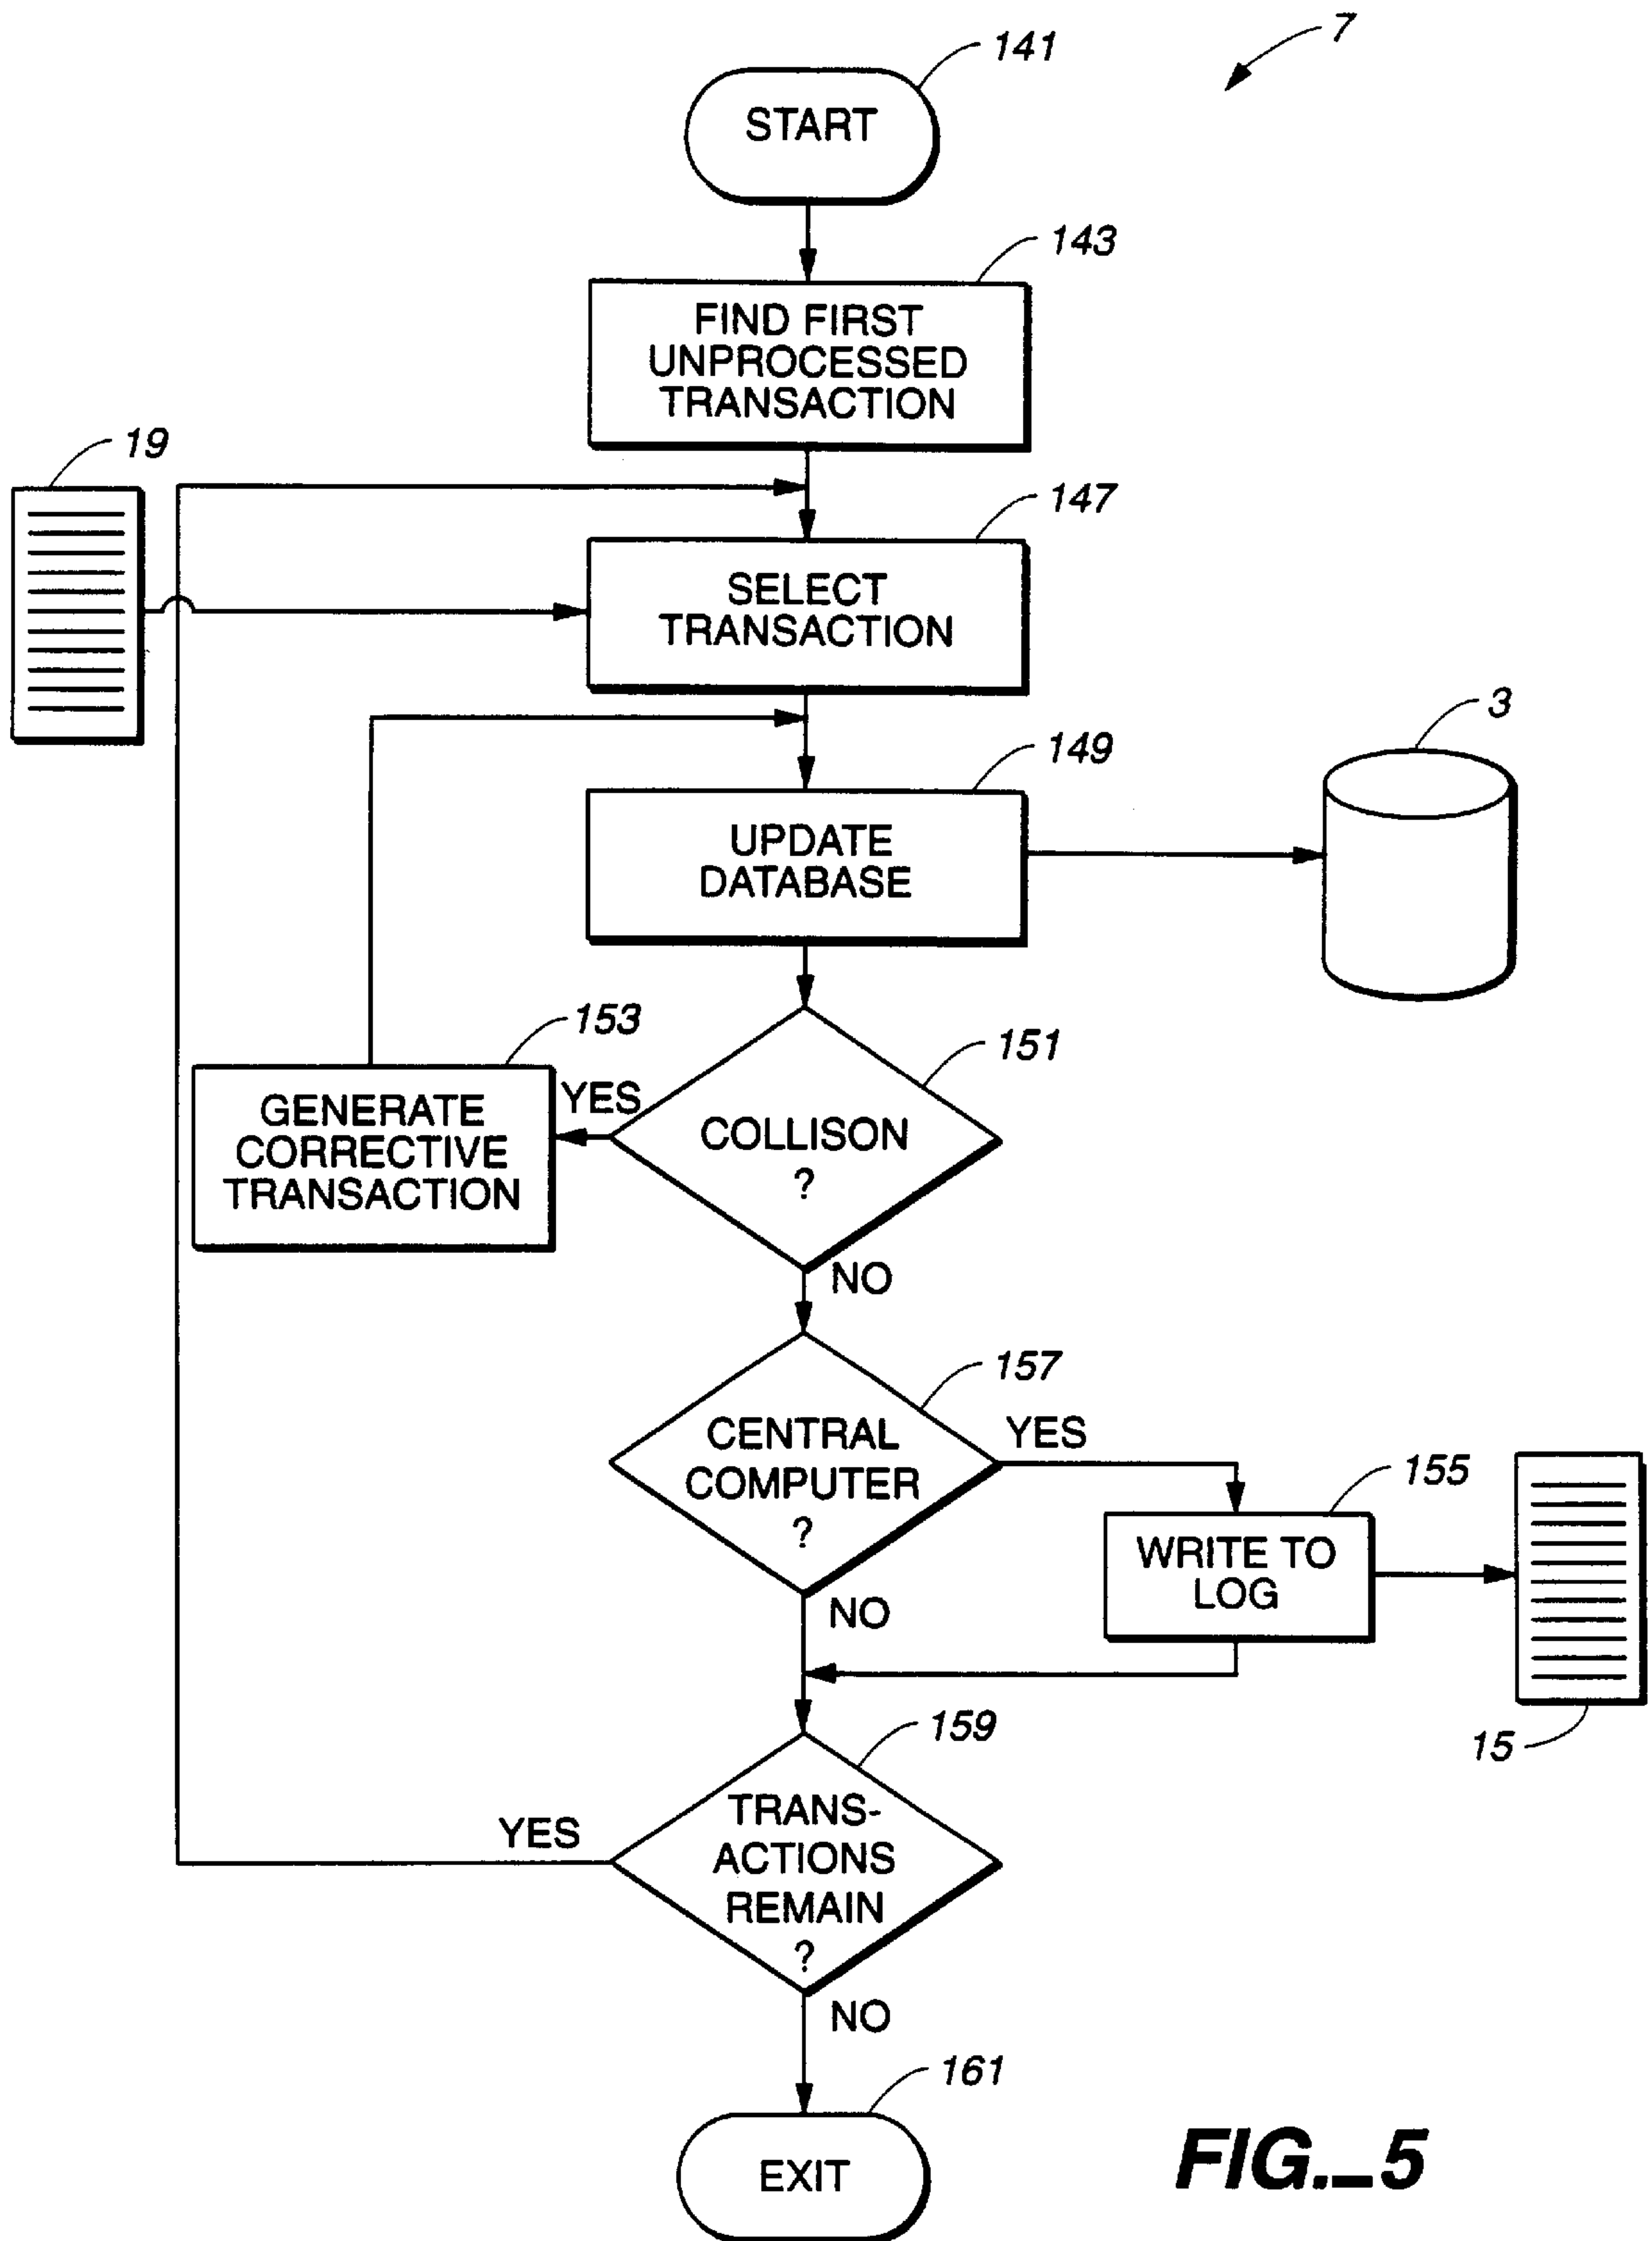 7
141
START
143
FIND FIRST
UNPROCESSED
TRANSACTION
19
147
SELECT
TRANSACTION
3
149
UPDATE
DATABASE
153
151
GENERATE
CORRECTIVE
TRANSACTION
YES
COLLISON
?
NO
157
CENTRAL
COMPUTER
?
YES
155
WRITE TO
LOG
NO
15
159
TRANS-
ACTIONS
REMAIN
?
YES
NO
161
EXIT
FIG._5